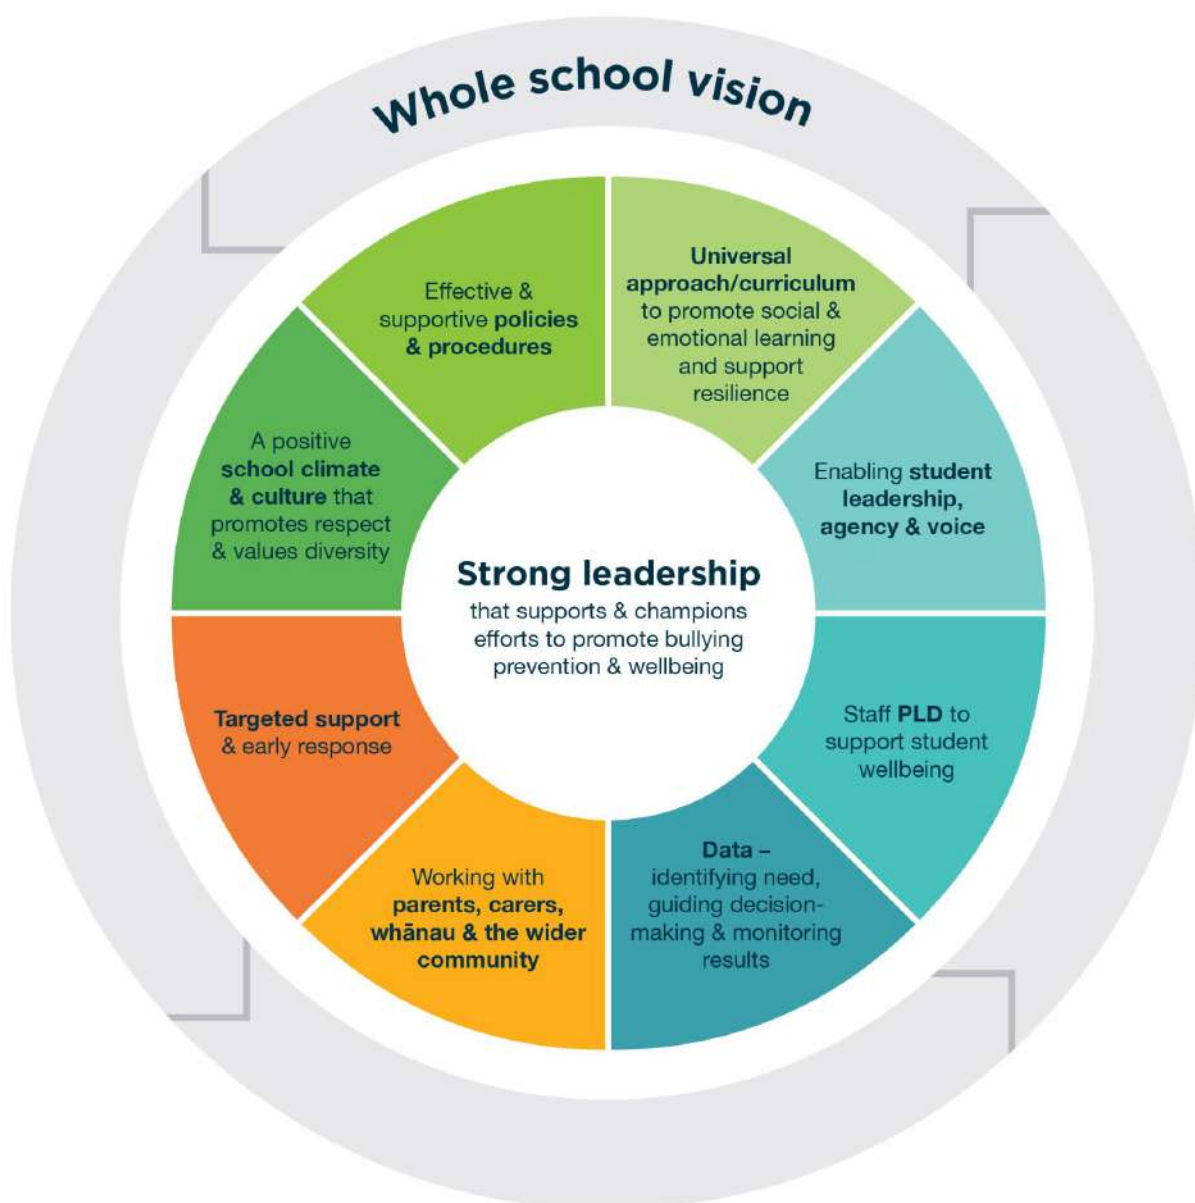 Whole school vision
Universal
approach/curriculum
to promote social &
emotional learning
and support
resilience
Enabling student
leadership,
agency & voice
Staff PLD to
support student
wellbeing
Data –
identifying need,
guiding decision-
making & monitoring
results
Working with
parents, carers,
whānau & the wider
community
Targeted support
& early response
A positive
school climate
& culture that
promotes respect
& values diversity
Effective &
supportive policies
& procedures
Strong leadership
that supports & champions
efforts to promote bullying
prevention & wellbeing